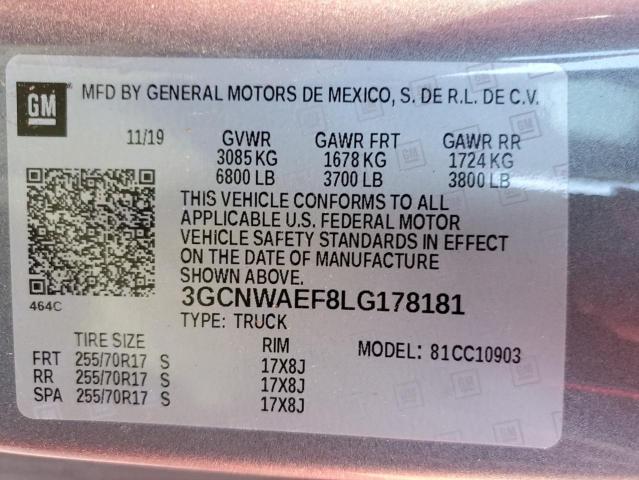 GM
MFD BY GENERAL MOTORS DE MEXICO, S. DE R.L. DE C.V.
11/19 GVWR GAWR FRT GAWR RR
3085 KG 1678 KG 1724 KG
6800 LB 3700 LB 3800 LB
THIS VEHICLE CONFORMS TO ALL
APPLICABLE U.S. FEDERAL MOTOR
VEHICLE SAFETY STANDARDS IN EFFECT
ON THE DATE OF MANUFACTURE
SHOWN ABOVE.
464C
3GCNWAEF8LG178181
TYPE: TRUCK
TIRE SIZE RIM MODEL: 81CC10903
FRT 255/70R17 S 17X8J
RR 255/70R17 S 17X8J
SPA 255/70R17 S 17X8J